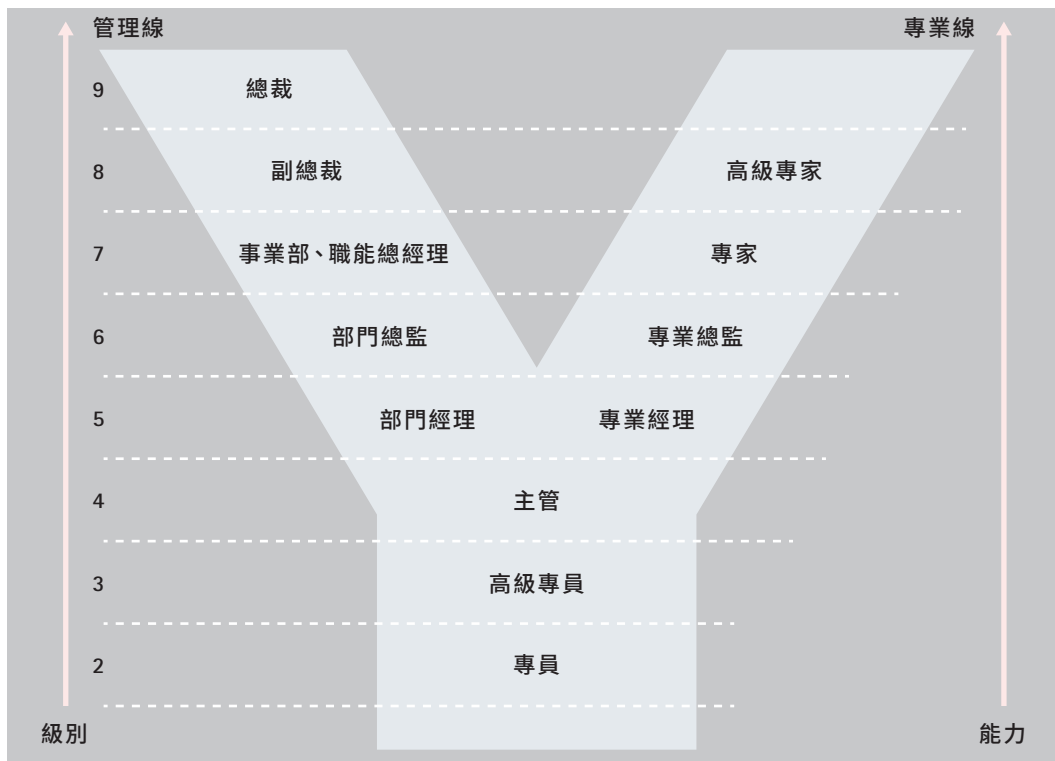 管理線 專業線
9 總裁
8 副總裁 高級專家
7 事業部、職能總經理 專家
6 部門總監 專業總監
5 部門經理 專業經理
4 主管
3 高級專員
2 專員
級別 能力